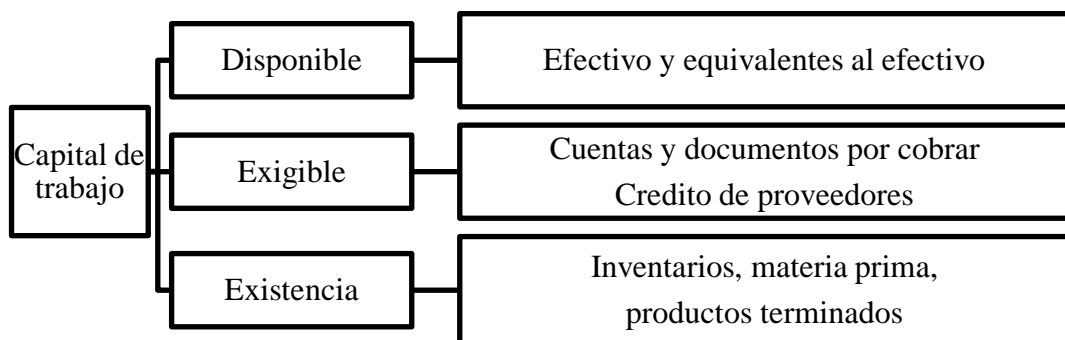 Capital de
trabajo
Disponible
Efectivo y equivalentes al efectivo
Exigible
Cuentas y documentos por cobrar
Credito de proveedores
Existencia
Inventarios, materia prima,
productos terminados